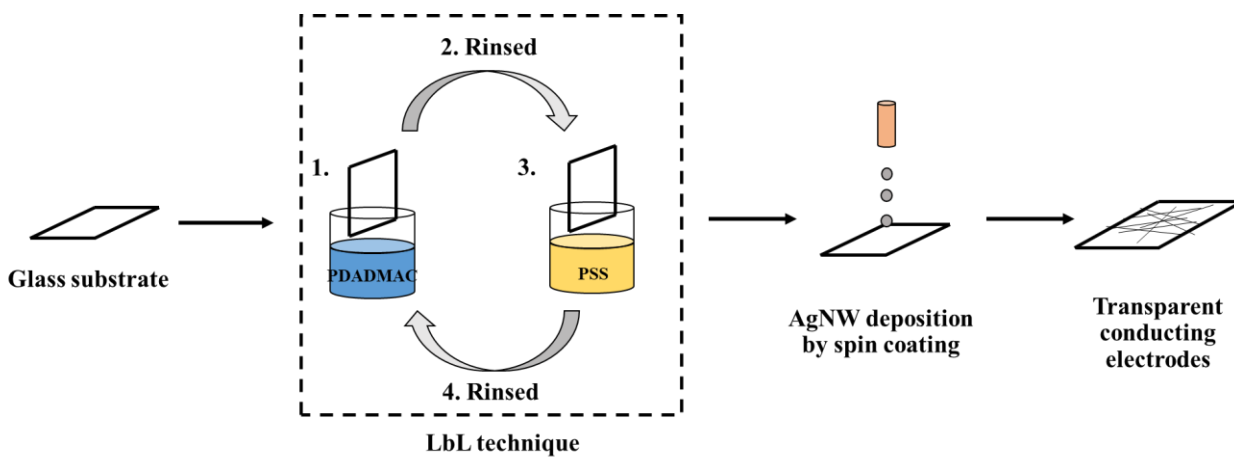 Glass substrate
2. Rinsed
1.
3.
PDADMAC
PSS
4. Rinsed
LbL technique
AgNW deposition
by spin coating
Transparent
conducting
electrodes